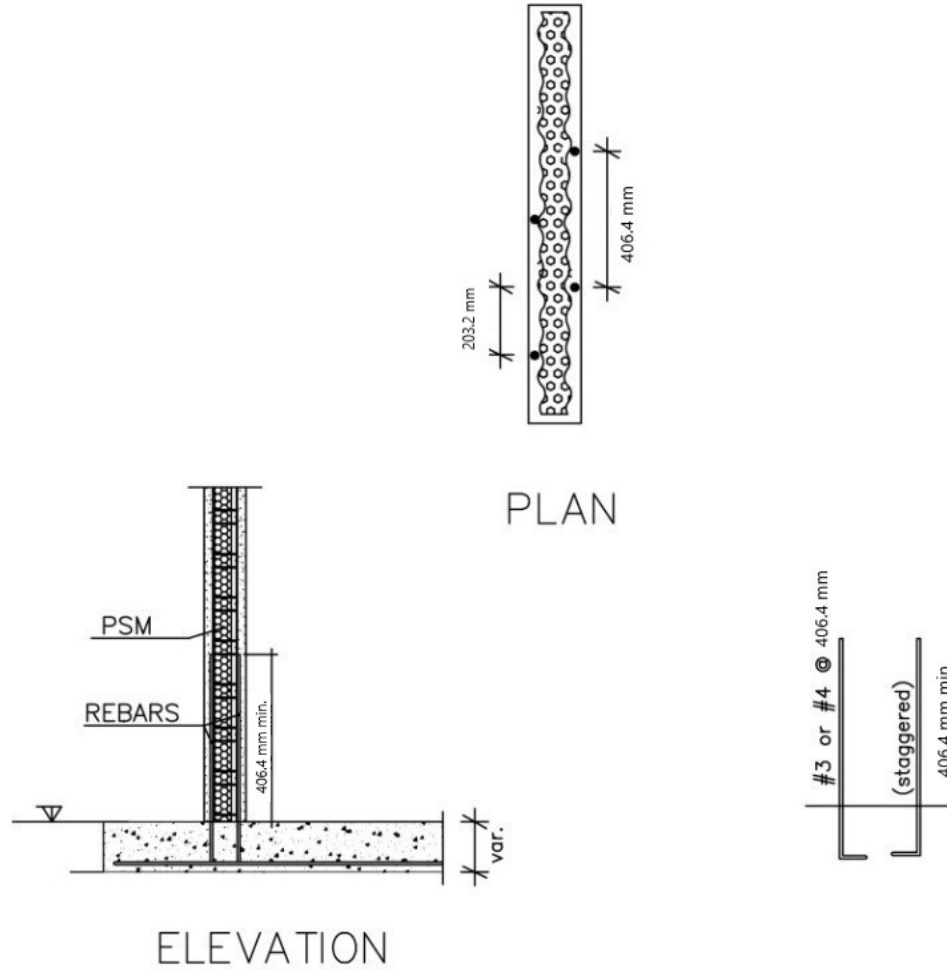 406.4 mm
203.2 mm
PLAN
PSM
REBARS
406.4 mm min.
var.
ELEVATION
#3 or #4 @ 406.4 mm
(staggered)
406.4 mm min